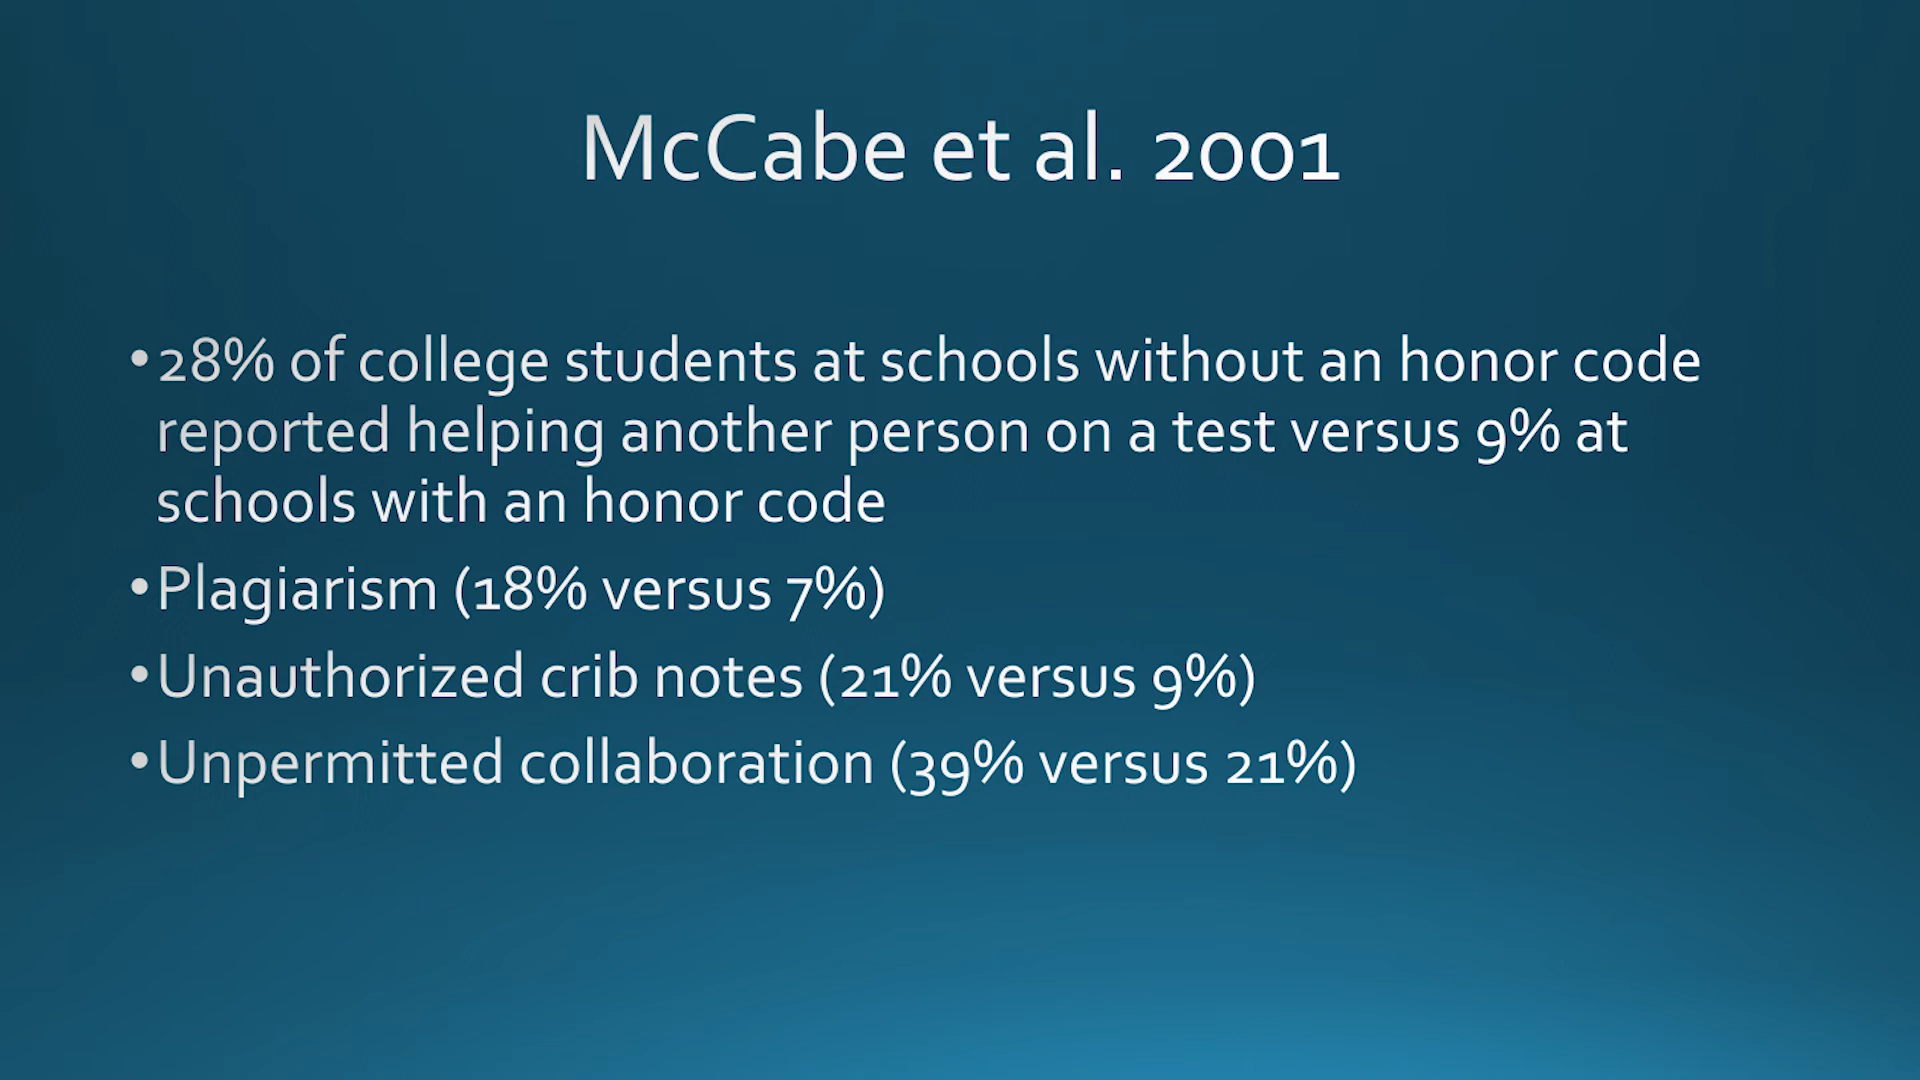 McCabe et al. 2001
•28% of college students at schools without an honor code
reported helping another person on a test versus 9% at
schools with an honor code
•Plagiarism (18% versus 7%)
•Unauthorized crib notes (21% versus 9%)
•Unpermitted collaboration (39% versus 21%)